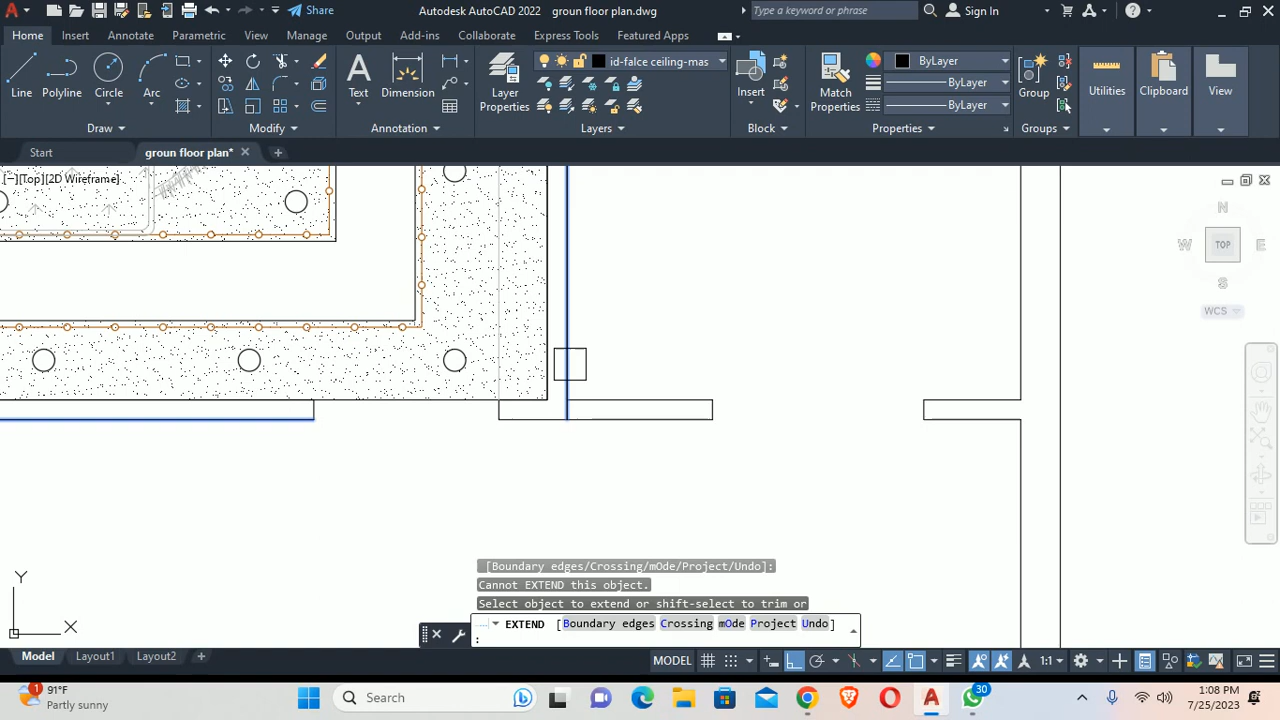 A Share Autodesk AutoCAD 2022 groun floor plan.dwg Type a keyword or phrase Sign In ?
Home Insert Annotate Parametric View Manage Output Add-ins Collaborate Express Tools Featured Apps
id-falce ceiling-mas ByLayer
ByLayer
ByLayer
Line Polyline Circle Arc Text Dimension Layer Properties Insert Match Properties Group Utilities Clipboard View
Draw Modify Annotation Layers Block Properties Groups
Start groun floor plan*
[−][Top][2D Wireframe]
N
W TOP E
S
WCS
[Boundary edges/Crossing/mOde/Project/Undo]:
Cannot EXTEND this object.
Select object to extend or shift-select to trim or
EXTEND [Boundary edges Crossing mOde Project Undo]
:
Y
X
Model Layout1 Layout2 MODEL 1:1
1 91°F
Partly sunny
Search
30
1:08 PM
7/25/2023